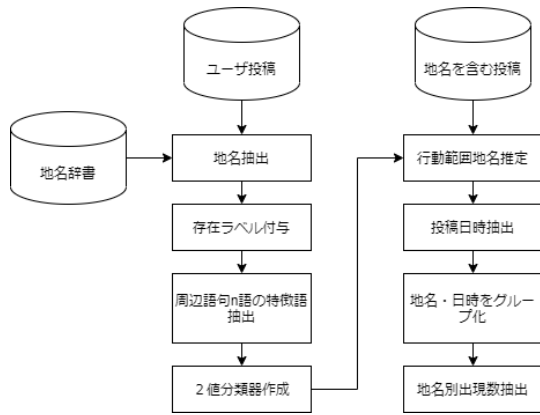 ユーザ投稿
地名を含む投稿
地名辞書
地名抽出
行動範囲地名推定
存在ラベル付与
投稿日時抽出
周辺語句n語の特徴語
抽出
地名・日時をグルー
プ化
２値分類器作成
地名別出現数抽出